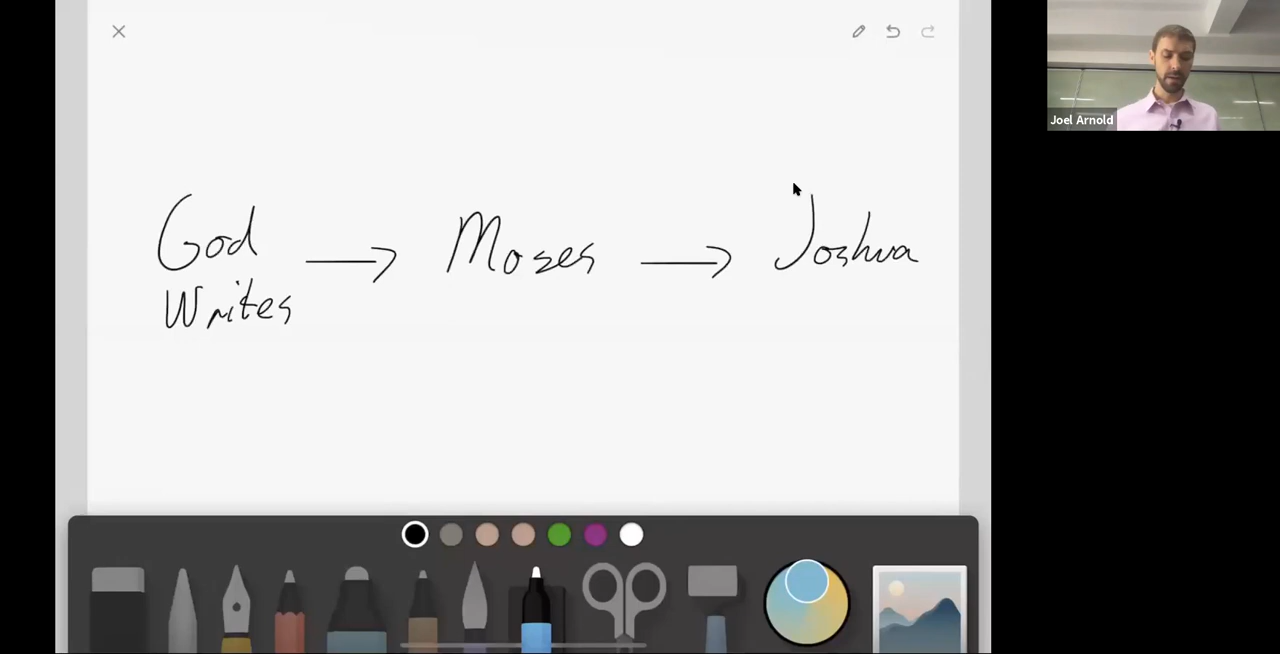 God → Moses → Joshua
Writes
Joel Arnold